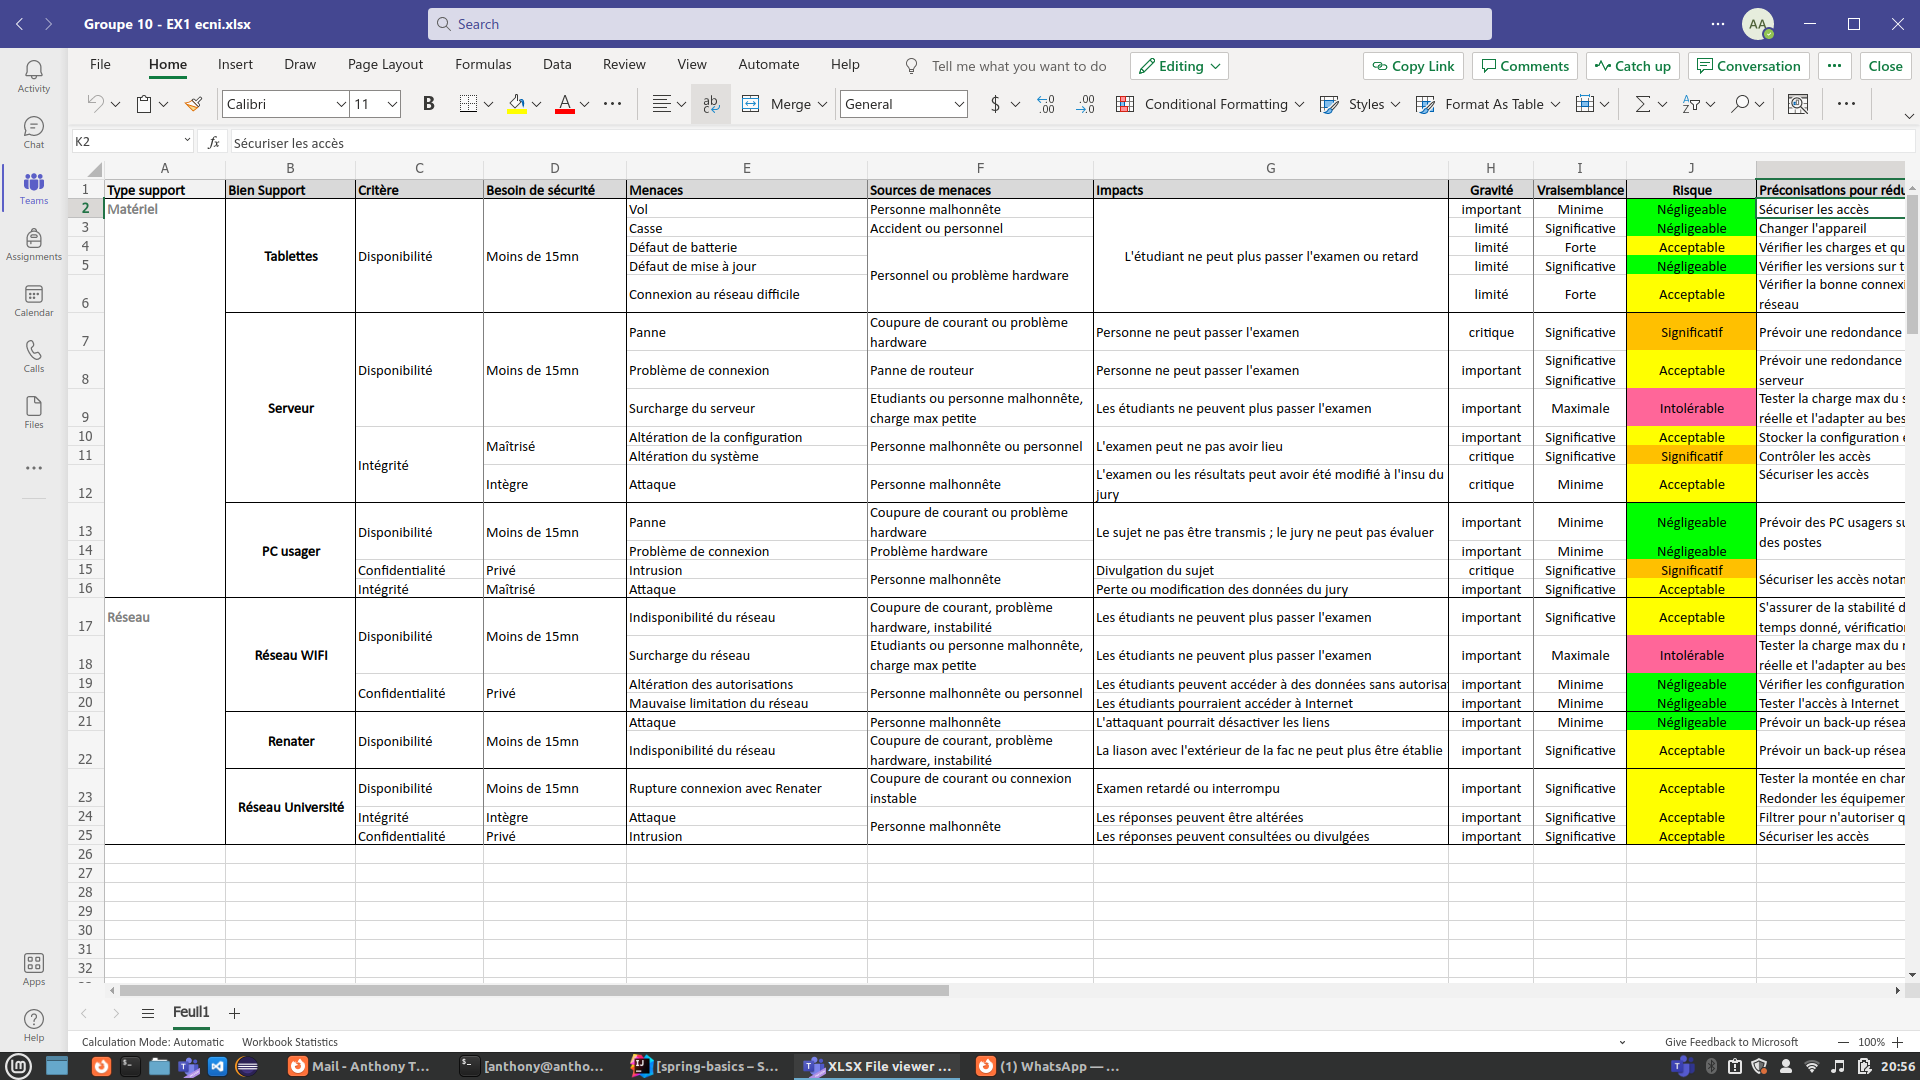 Groupe 10 - EX1 ecni.xlsx
Search
AA
Activity
Chat
Teams
Assignments
Calendar
Calls
Files
Apps
Help
File Home Insert Draw Page Layout Formulas Data Review View Automate Help
Tell me what you want to do
Editing
Copy Link
Comments
Catch up
Conversation
Close
Calibri 11 B A ab Merge General $ .00 Conditional Formatting Styles Format As Table
K2 fx Sécuriser les accès
A B C D E F G H I J
1 Type support Bien Support Critère Besoin de sécurité Menaces Sources de menaces Impacts Gravité Vraisemblance Risque Préconisations pour rédu
2 Matériel Vol Personne malhonnête important Minime Négligeable Sécuriser les accès
3 Casse Accident ou personnel limité Significative Négligeable Changer l'appareil
4 Défaut de batterie limité Forte Acceptable Vérifier les charges et qu
Tablettes Disponibilité Moins de 15mn L'étudiant ne peut plus passer l'examen ou retard
5 Défaut de mise à jour Personnel ou problème hardware limité Significative Négligeable Vérifier les versions sur t
6 Connexion au réseau difficile limité Forte Acceptable Vérifier la bonne connexi
réseau
7 Panne Coupure de courant ou problème
hardware Personne ne peut passer l'examen critique Significative Significatif Prévoir une redondance
8 Disponibilité Moins de 15mn Problème de connexion Panne de routeur Personne ne peut passer l'examen important Significative
Significative Acceptable Prévoir une redondance
serveur
9 Serveur Surcharge du serveur Etudiants ou personne malhonnête,
charge max petite Les étudiants ne peuvent plus passer l'examen important Maximale Intolérable Tester la charge max du s
réelle et l'adapter au bes
10 Maîtrisé Altération de la configuration Personne malhonnête ou personnel L'examen peut ne pas avoir lieu important Significative Acceptable Stocker la configuration
11 Intégrité Altération du système critique Significative Significatif Contrôler les accès
12 Intègre Attaque Personne malhonnête L'examen ou les résultats peut avoir été modifié à l'insu du
jury critique Minime Acceptable Sécuriser les accès
13 Disponibilité Moins de 15mn Panne Coupure de courant ou problème
hardware Le sujet ne pas être transmis ; le jury ne peut pas évaluer important Minime Négligeable Prévoir des PC usagers su
des postes
14 PC usager Problème de connexion Problème hardware important Minime Négligeable
15 Confidentialité Privé Intrusion Personne malhonnête Divulgation du sujet critique Significative Significatif Sécuriser les accès notan
16 Intégrité Maîtrisé Attaque Perte ou modification des données du jury important Significative Acceptable
17 Réseau Indisponibilité du réseau Coupure de courant, problème
hardware, instabilité Les étudiants ne peuvent plus passer l'examen important Significative Acceptable S'assurer de la stabilité d
temps donné, vérification
Disponibilité Moins de 15mn
18 Réseau WIFI Surcharge du réseau Etudiants ou personne malhonnête,
charge max petite Les étudiants ne peuvent plus passer l'examen important Maximale Intolérable Tester la charge max du r
réelle et l'adapter au bes
19 Confidentialité Privé Altération des autorisations Personne malhonnête ou personnel Les étudiants peuvent accéder à des données sans autorisa important Minime Négligeable Vérifier les configuration
20 Mauvaise limitation du réseau Les étudiants pourraient accéder à Internet important Minime Négligeable Tester l'accès à Internet
21 Attaque Personne malhonnête L'attaquant pourrait désactiver les liens important Minime Négligeable Prévoir un back-up résea
Renater Disponibilité Moins de 15mn
22 Indisponibilité du réseau Coupure de courant, problème
hardware, instabilité La liaison avec l'extérieur de la fac ne peut plus être établie important Significative Acceptable Prévoir un back-up résea
23 Disponibilité Moins de 15mn Rupture connexion avec Renater Coupure de courant ou connexion
instable Examen retardé ou interrompu important Significative Acceptable Tester la montée en char
Redonder les équipemer
Réseau Université
24 Intégrité Intègre Attaque Personne malhonnête Les réponses peuvent être altérées important Significative Acceptable Filtrer pour n'autoriser q
25 Confidentialité Privé Intrusion Les réponses peuvent consultées ou divulgées important Significative Acceptable Sécuriser les accès
26
27
28
29
30
31
32
Feuil1
Calculation Mode: Automatic Workbook Statistics
Give Feedback to Microsoft 100%
Mail - Anthony T...
[anthony@antho...
[spring-basics – S...
XLSX File viewer ...
(1) WhatsApp — ...
20:56